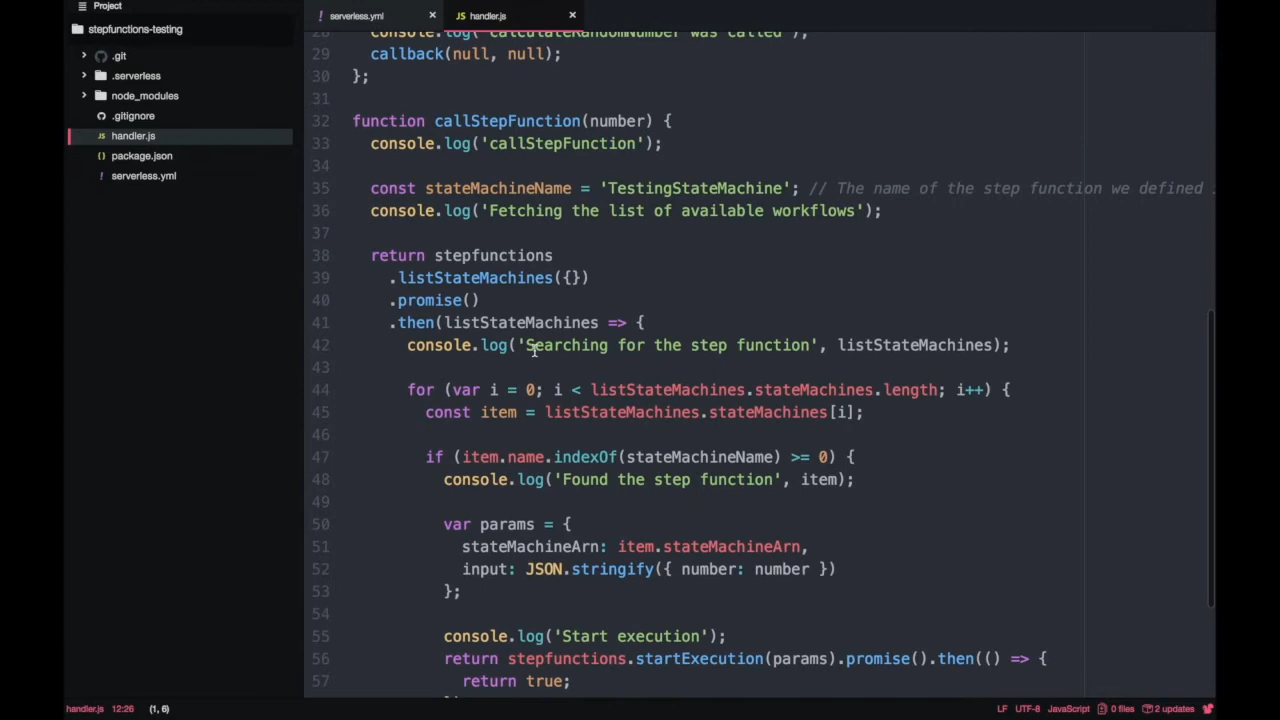 Project
stepfunctions-testing
.git
.serverless
node_modules
.gitignore
handler.js
package.json
serverless.yml
serverless.yml
handler.js
28 console.log('calculateRandomNumber was called');
29 callback(null, null);
30 };
31
32 function callStepFunction(number) {
33 console.log('callStepFunction');
34
35 const stateMachineName = 'TestingStateMachine'; // The name of the step function we defined
36 console.log('Fetching the list of available workflows');
37
38 return stepfunctions
39 .listStateMachines({})
40 .promise()
41 .then(listStateMachines => {
42 console.log('Searching for the step function', listStateMachines);
43
44 for (var i = 0; i < listStateMachines.stateMachines.length; i++) {
45 const item = listStateMachines.stateMachines[i];
46
47 if (item.name.indexOf(stateMachineName) >= 0) {
48 console.log('Found the step function', item);
49
50 var params = {
51 stateMachineArn: item.stateMachineArn,
52 input: JSON.stringify({ number: number })
53 };
54
55 console.log('Start execution');
56 return stepfunctions.startExecution(params).promise().then(() => {
57 return true;
handler.js 12:26 (1, 6)
LF UTF-8 JavaScript 0 files 2 updates